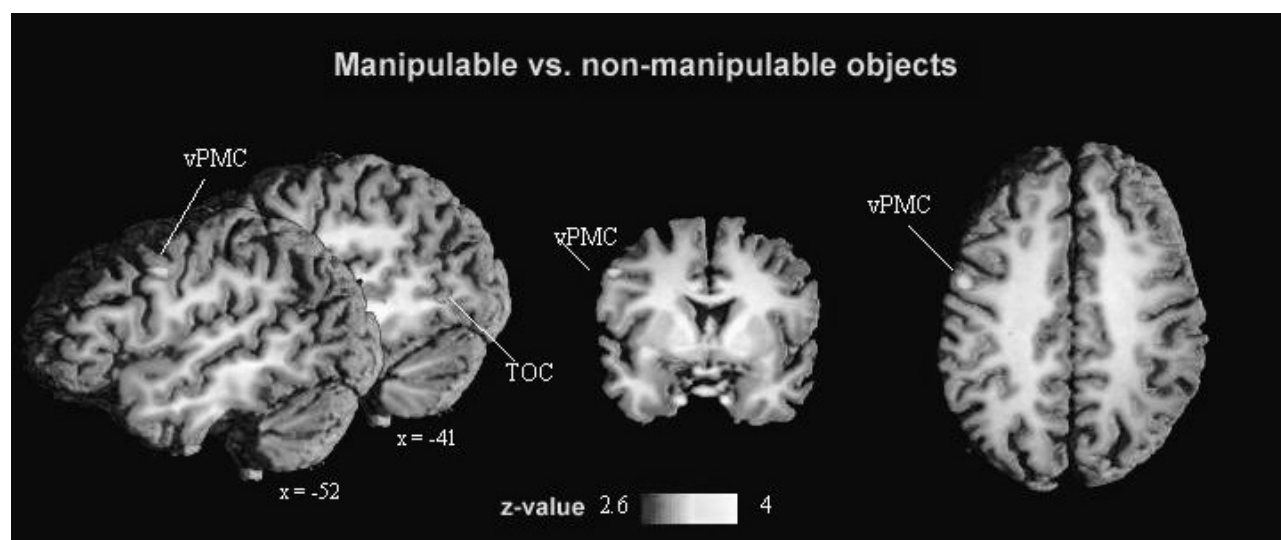 Manipulable vs. non-manipulable objects
vPMC
vPMC
vPMC
TOC
x = -41
x = -52
z-value 2.6 4